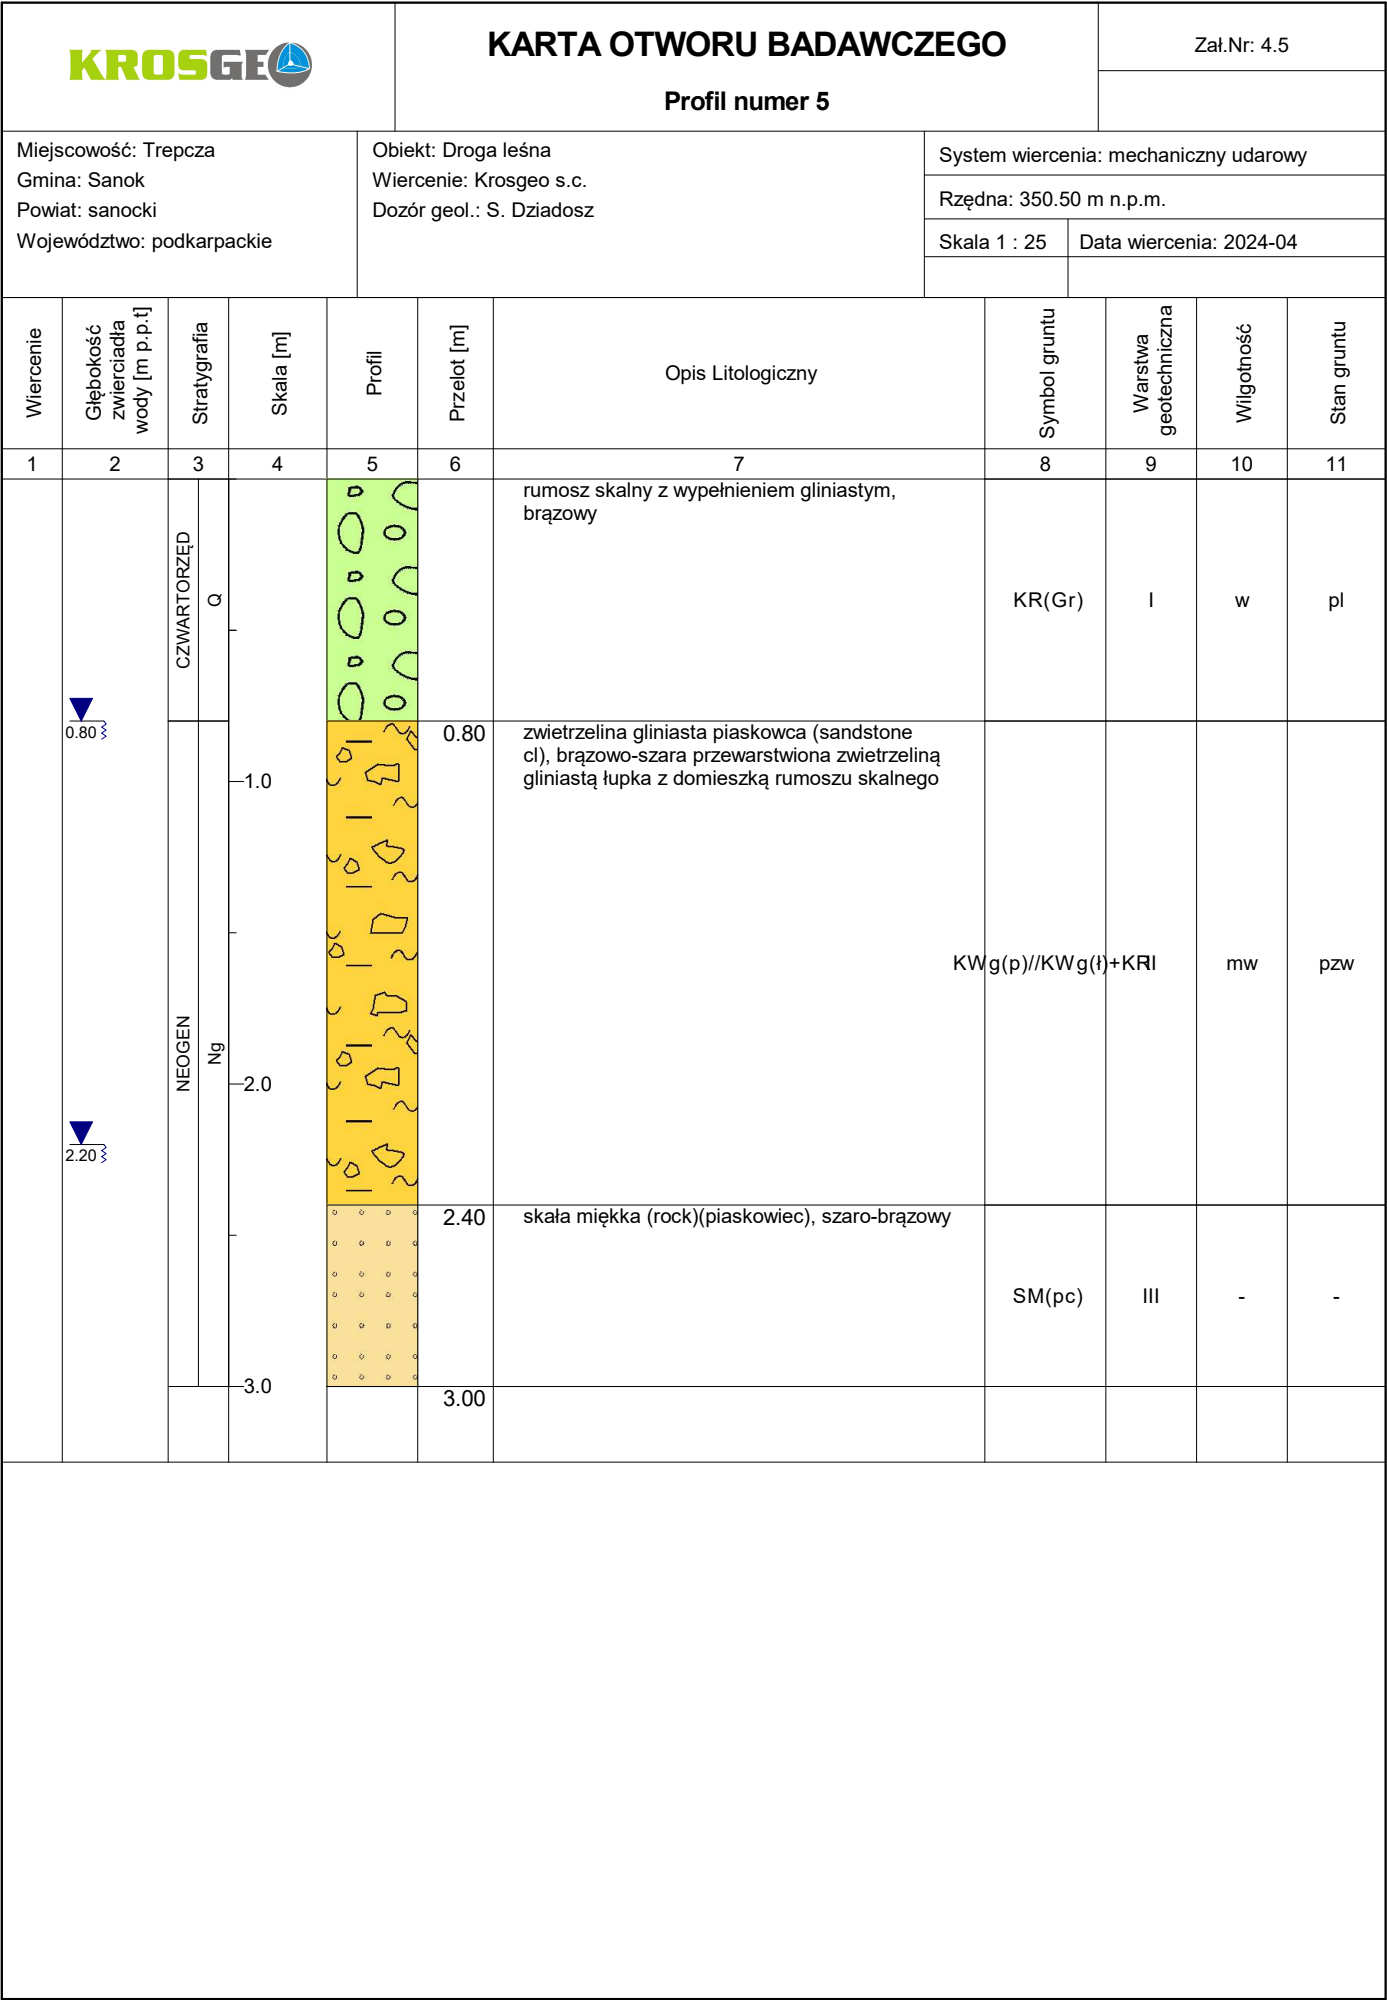 KROSGEO
KARTA OTWORU BADAWCZEGO
Profil numer 5
Zał.Nr: 4.5
Miejscowość: Trepcza
Gmina: Sanok
Powiat: sanocki
Województwo: podkarpackie
Obiekt: Droga leśna
Wiercenie: Krosgeo s.c.
Dozór geol.: S. Dziadosz
System wiercenia: mechaniczny udarowy
Rzędna: 350.50 m n.p.m.
Skala 1 : 25
Data wiercenia: 2024-04
Wiercenie
Głębokość
zwierciadła
wody [m p.p.t]
Stratygrafia
Skala [m]
Profil
Przelot [m]
Opis Litologiczny
Symbol gruntu
Warstwa
geotechniczna
Wilgotność
Stan gruntu
1 2 3 4 5 6 7 8 9 10 11
CZWARTORZĘD
Q
rumosz skalny z wypełnieniem gliniastym,
brązowy
KR(Gr)
I
w
pl
0.80
NEOGEN
Ng
1.0
0.80
zwietrzelina gliniasta piaskowca (sandstone
cl), brązowo-szara przewarstwiona zwietrzeliną
gliniastą łupka z domieszką rumoszu skalnego
KWg(p)//KWg(ł)+KR
II
mw
pzw
2.0
2.20
2.40
skała miękka (rock)(piaskowiec), szaro-brązowy
SM(pc)
III
-
-
3.0
3.00